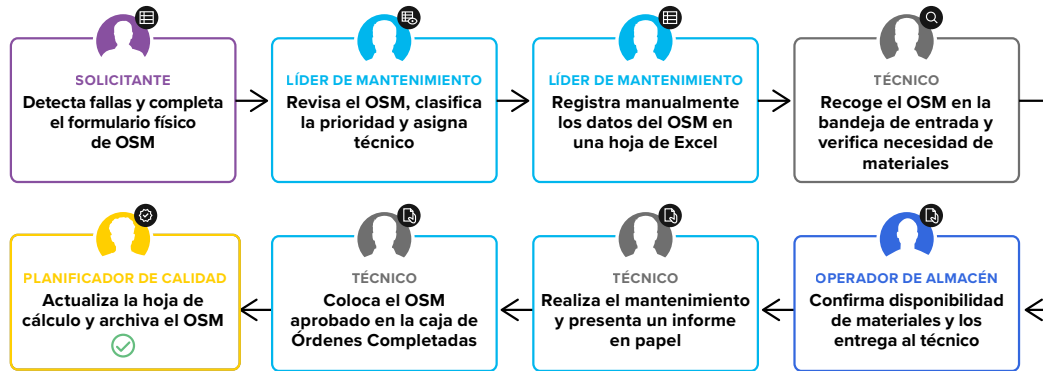 SOLICITANTE
Detecta fallas y completa
el formulario físico
de OSM
LÍDER DE MANTENIMIENTO
Revisa el OSM, clasifica
la prioridad y asigna
técnico
LÍDER DE MANTENIMIENTO
Registra manualmente
los datos del OSM en
una hoja de Excel
TÉCNICO
Recoge el OSM en la
bandeja de entrada y
verifica necesidad de
materiales
PLANIFICADOR DE CALIDAD
Actualiza la hoja de
cálculo y archiva el OSM
TÉCNICO
Coloca el OSM
aprobado en la caja de
Órdenes Completadas
TÉCNICO
Realiza el mantenimiento
y presenta un informe
en papel
OPERADOR DE ALMACÉN
Confirma disponibilidad
de materiales y los
entrega al técnico